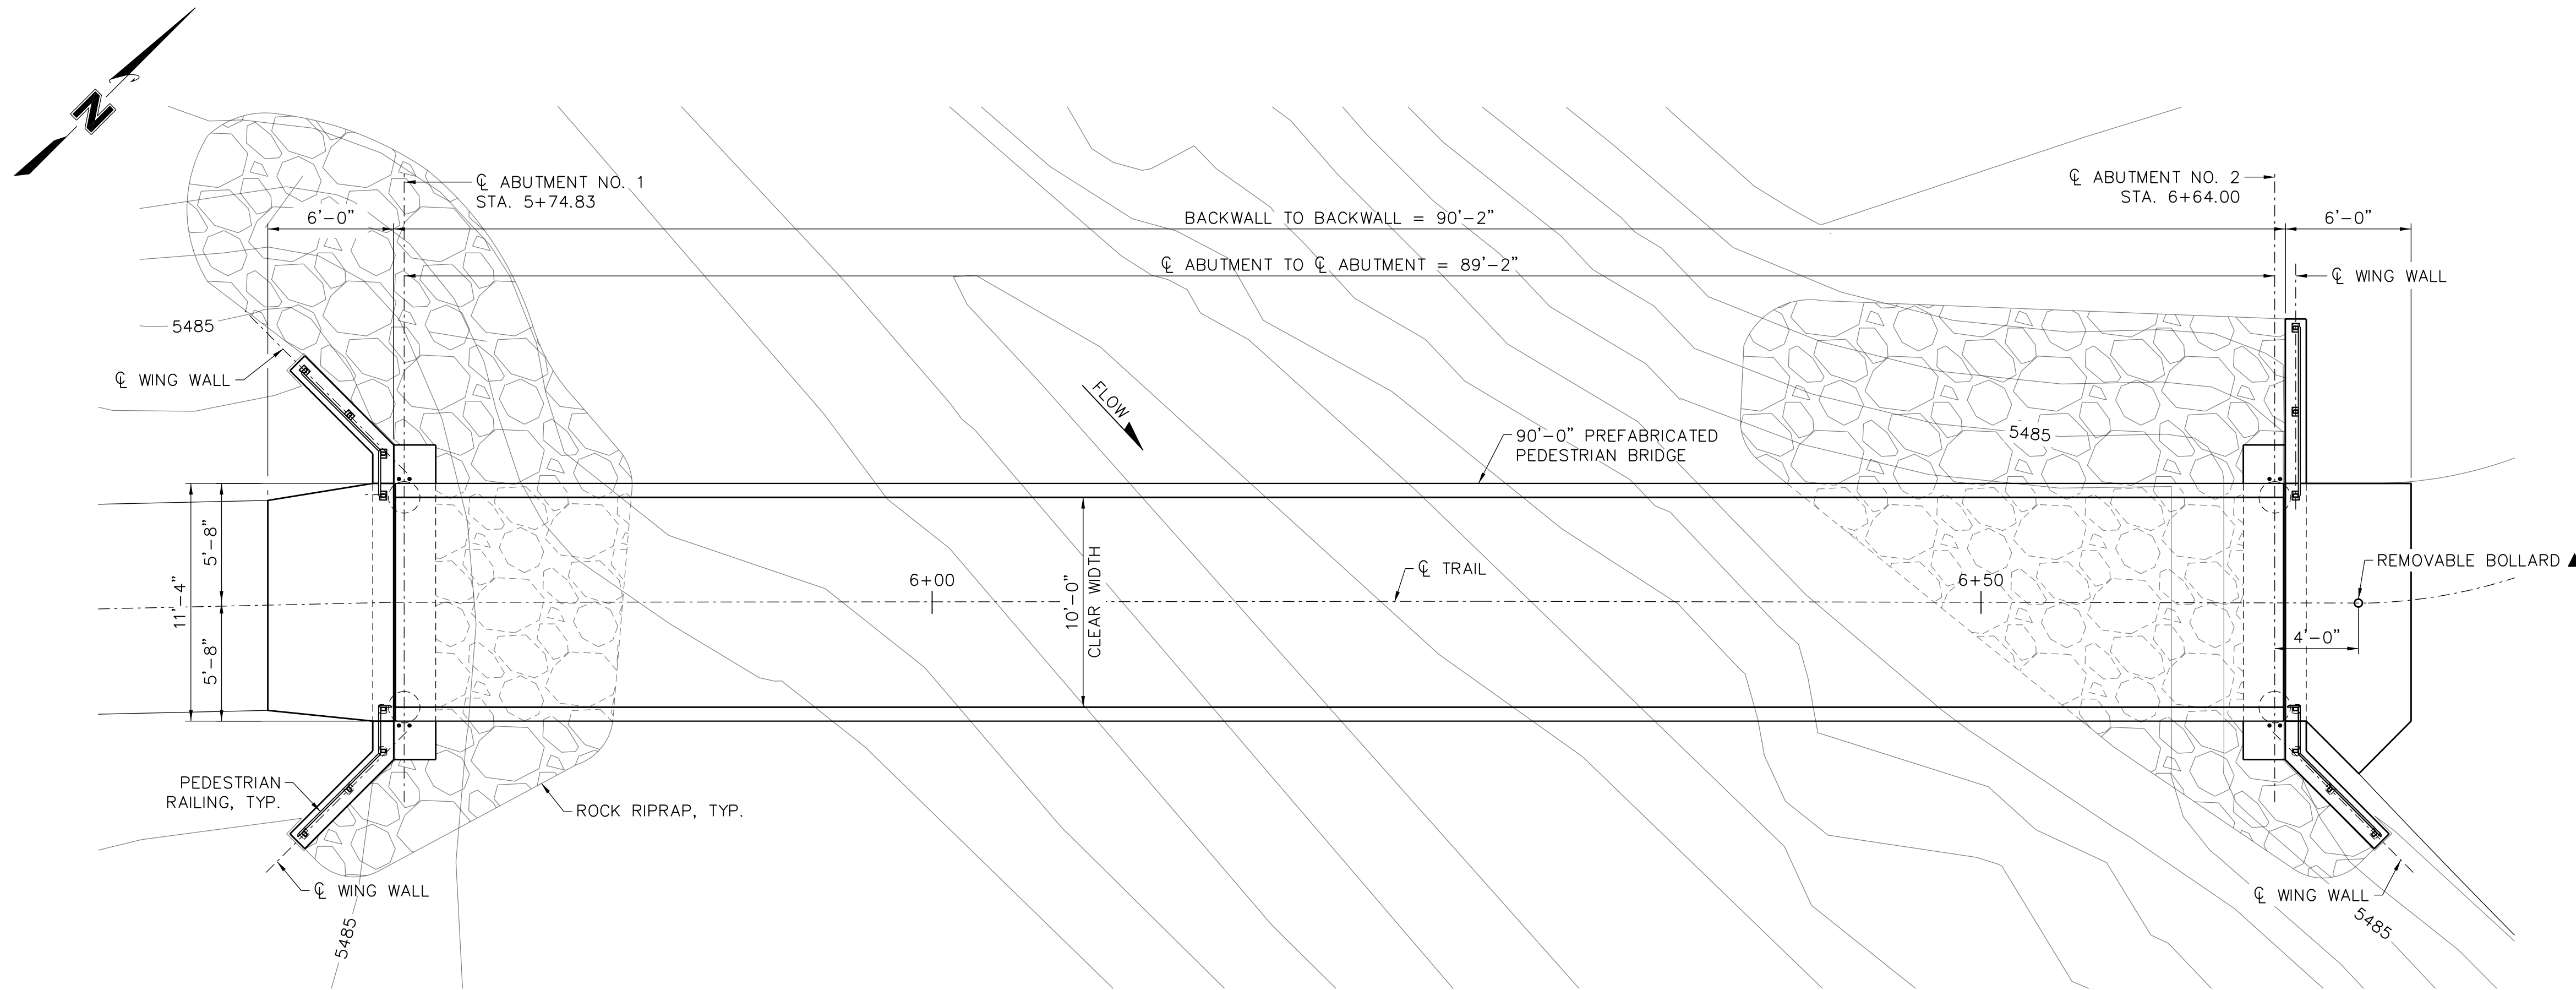 N
℄ ABUTMENT NO. 1
STA. 5+74.83
℄ ABUTMENT NO. 2
STA. 6+64.00
6'-0"
BACKWALL TO BACKWALL = 90'-2"
6'-0"
℄ ABUTMENT TO ℄ ABUTMENT = 89'-2"
℄ WING WALL
5485
℄ WING WALL
FLOW
90'-0" PREFABRICATED
PEDESTRIAN BRIDGE
5485
11'-4"
5'-8"
5'-8"
6+00
10'-0"
CLEAR WIDTH
℄ TRAIL
6+50
REMOVABLE BOLLARD
4'-0"
PEDESTRIAN
RAILING, TYP.
ROCK RIPRAP, TYP.
℄ WING WALL
5485
℄ WING WALL
5485